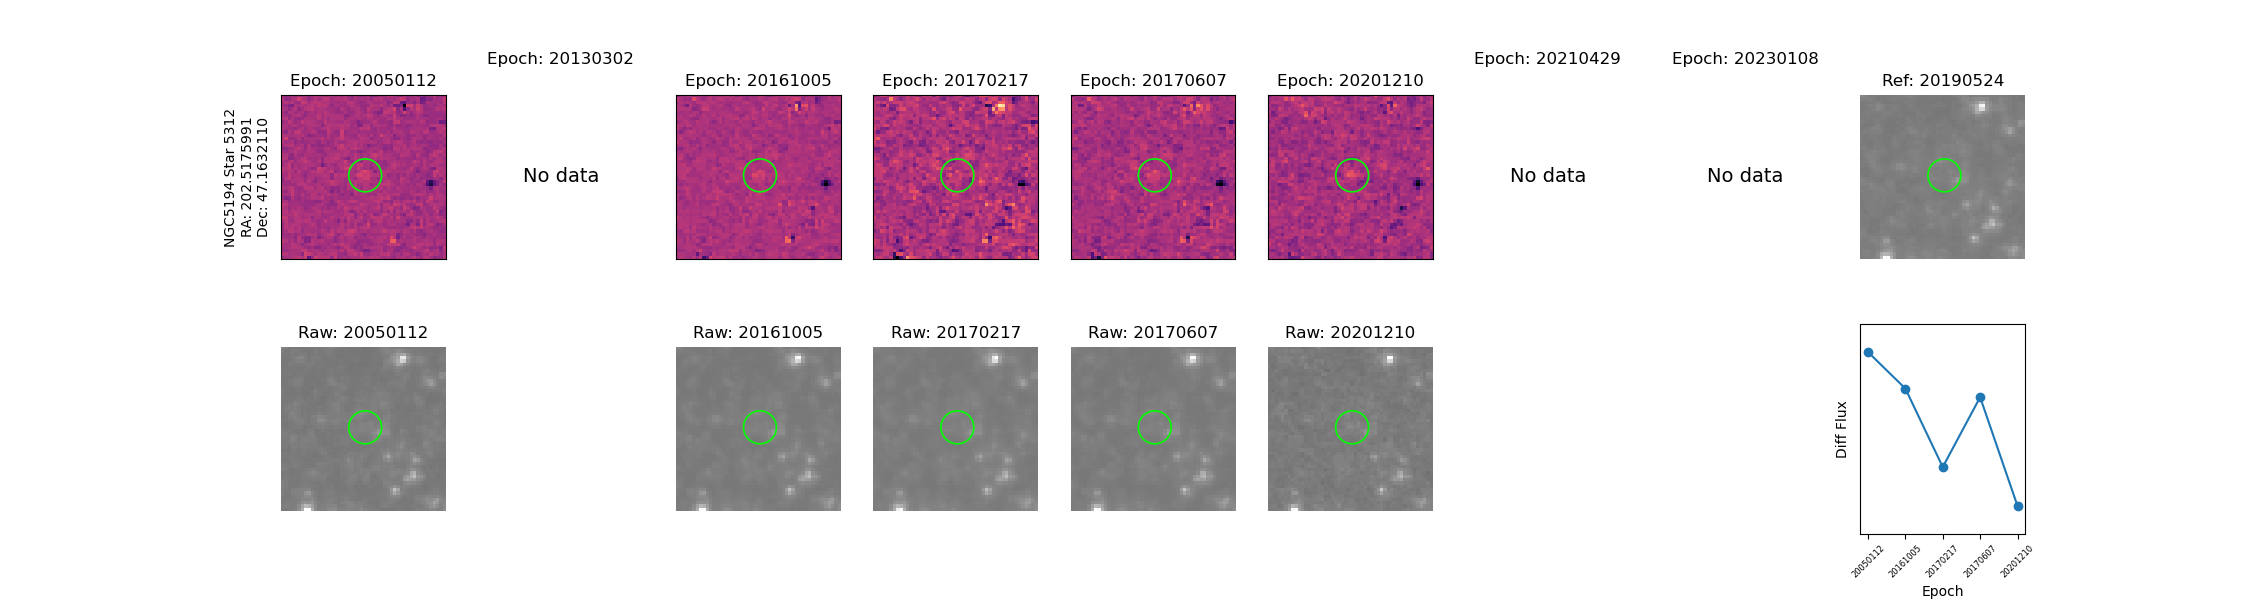 Epoch: 20130302
Epoch: 20210429
Epoch: 20230108
Epoch: 20050112
Epoch: 20161005
Epoch: 20170217
Epoch: 20170607
Epoch: 20201210
Ref: 20190524
NGC5194 Star 5312
RA: 202.5175991
Dec: 47.1632110
No data
No data
No data
Raw: 20050112
Raw: 20161005
Raw: 20170217
Raw: 20170607
Raw: 20201210
Diff Flux
20050112
20161005
20170217
20170607
20201210
Epoch